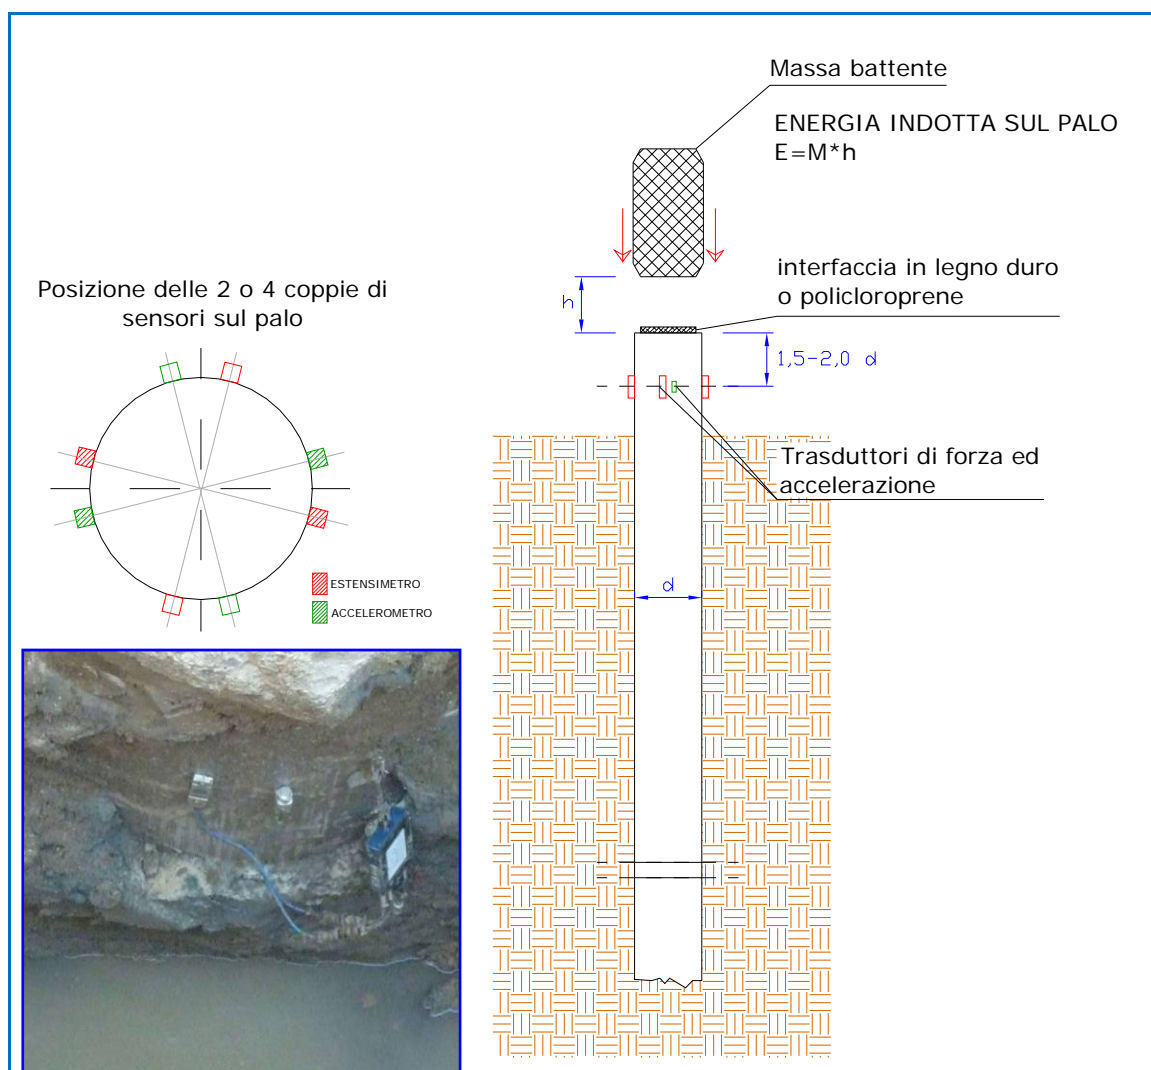 Massa battente
ENERGIA INDOTTA SUL PALO
E=M*h
interfaccia in legno duro
o policloroprene
h
1,5-2,0 d
Posizione delle 2 o 4 coppie di
sensori sul palo
Trasduttori di forza ed
accelerazione
ESTENSIMETRO
ACCELEROMETRO
d